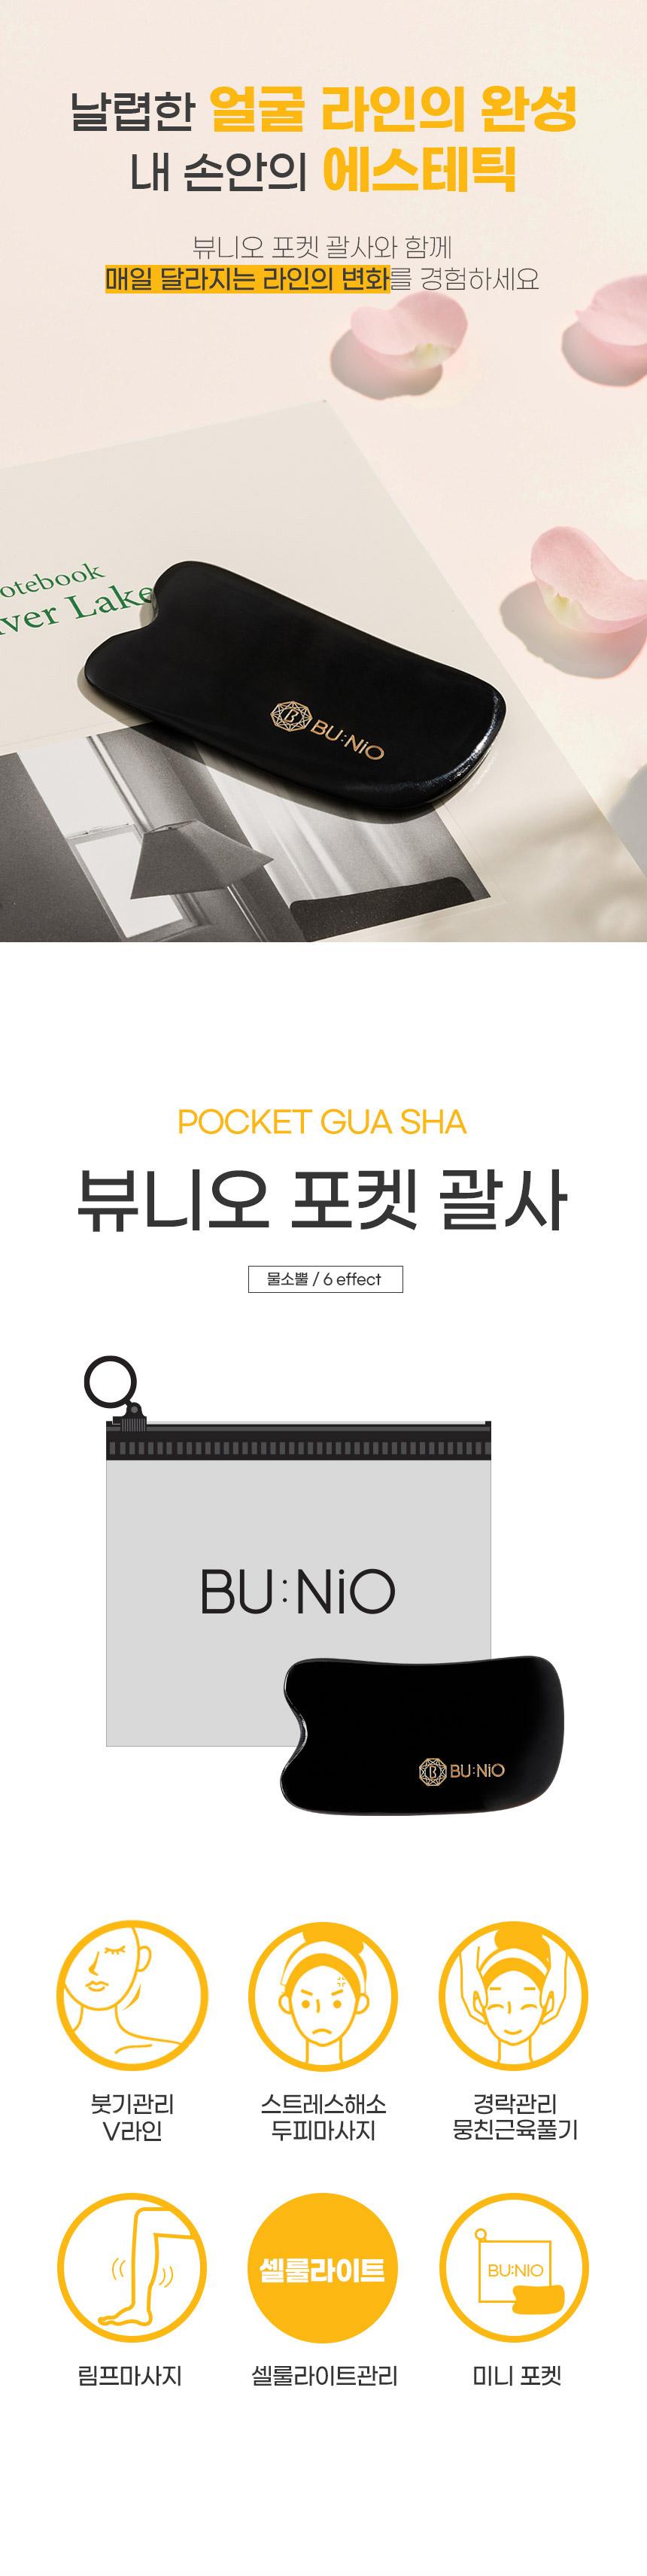 날렵한 얼굴 라인의 완성
내 손안의 에스테틱
뷰니오 포켓 괄사와 함께
매일 달라지는 라인의 변화를 경험하세요
otebook
ver Lake
B BU:NiO
POCKET GUA SHA
뷰니오 포켓 괄사
물소뿔 / 6 effect
BU:NiO
B BU:NiO
붓기관리
V라인
스트레스해소
두피마사지
경락관리
뭉친근육풀기
BU:NIO
셀룰라이트
림프마사지
셀룰라이트관리
미니 포켓